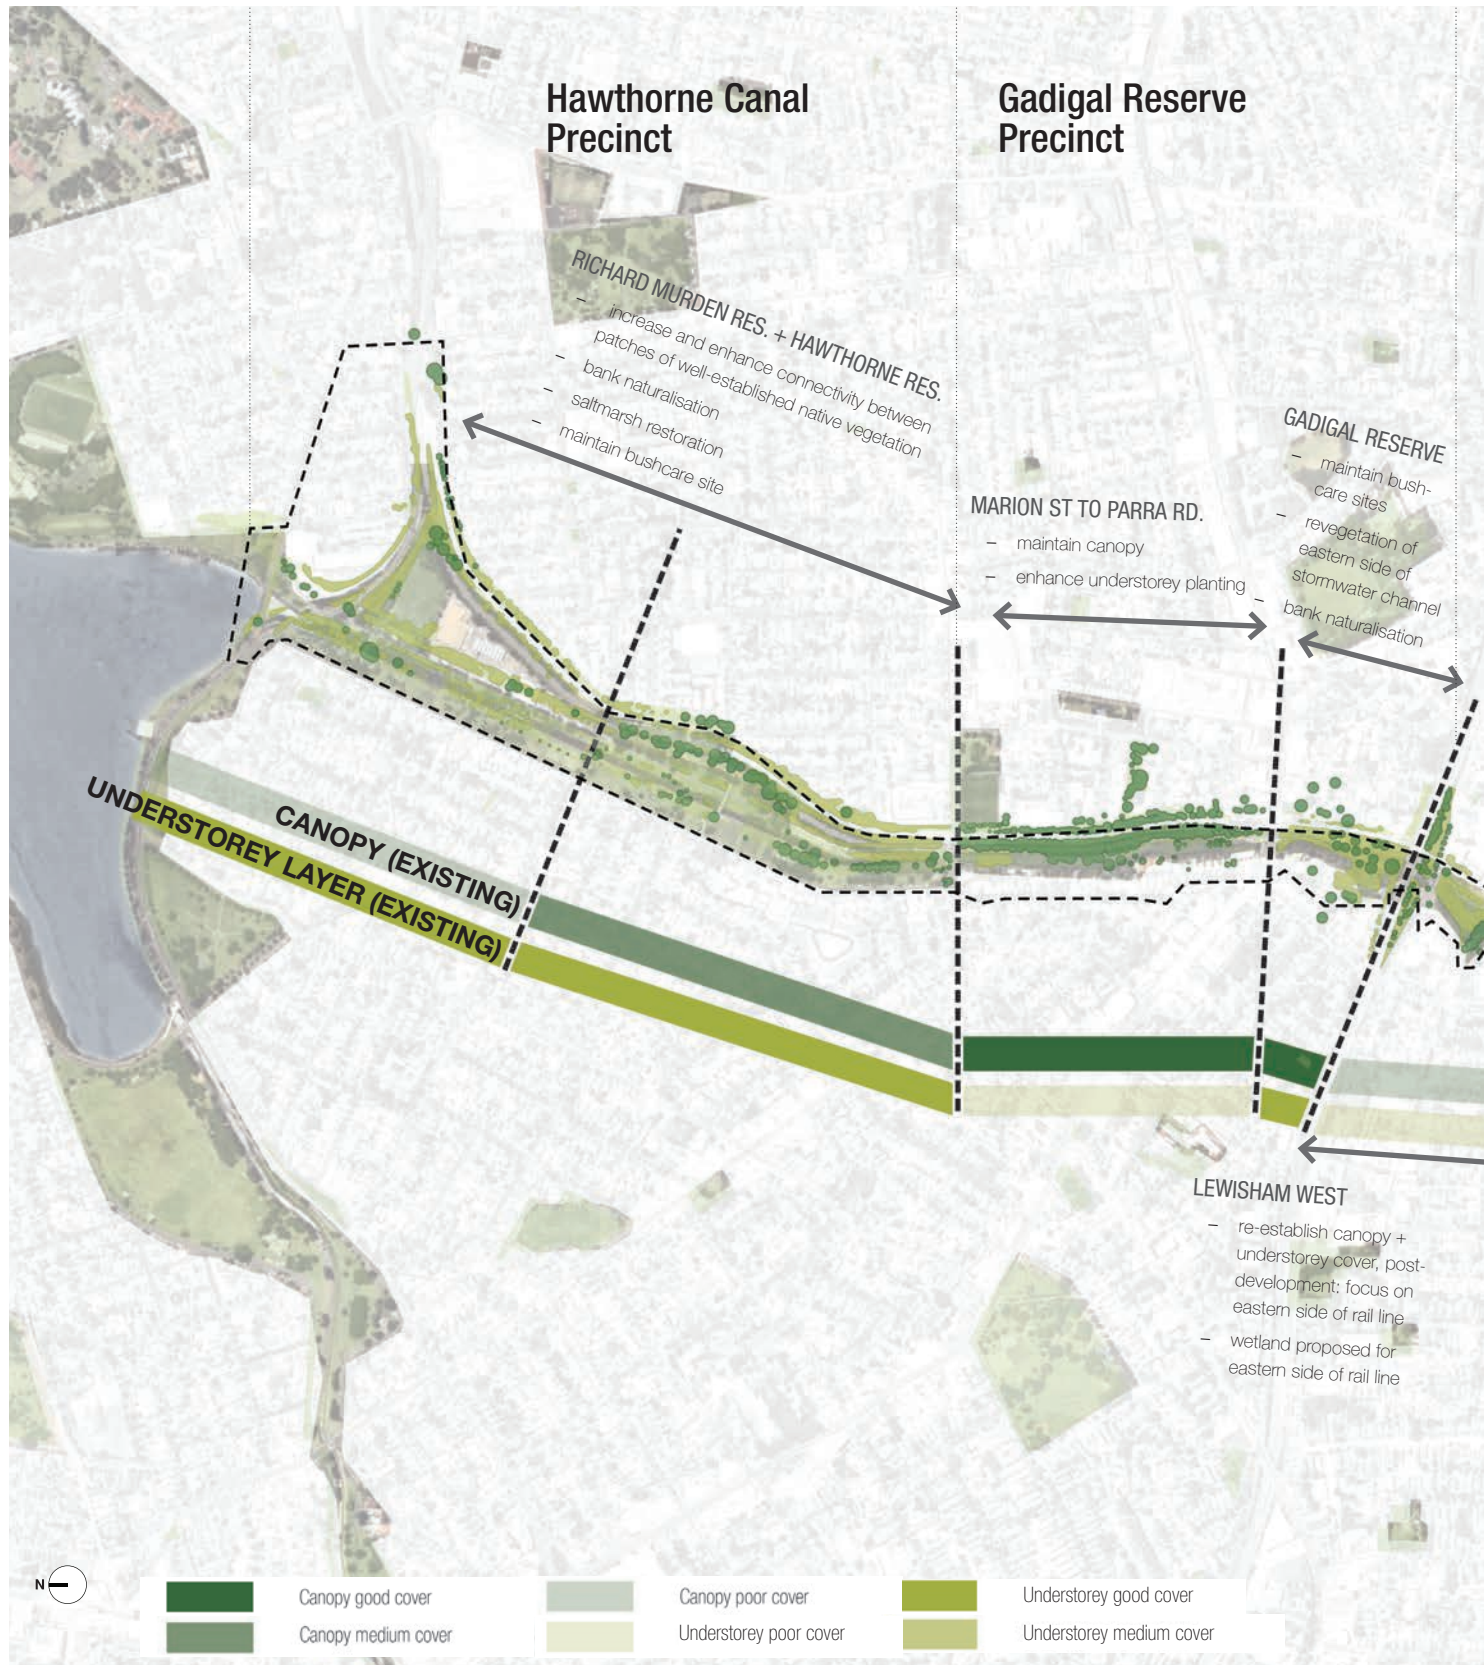 Hawthorne Canal
Precinct
Gadigal Reserve
Precinct
RICHARD MURDEN RES. + HAWTHORNE RES.
– increase and enhance connectivity between
patches of well-established native vegetation
– bank naturalisation
– saltmarsh restoration
– maintain bushcare site
MARION ST TO PARRA RD.
– maintain canopy
– enhance understorey planting
GADIGAL RESERVE
– maintain bush-
care sites
– revegetation of
eastern side of
stormwater channel
– bank naturalisation
CANOPY (EXISTING)
UNDERSTOREY LAYER (EXISTING)
LEWISHAM WEST
– re-establish canopy +
understorey cover, post-
development: focus on
eastern side of rail line
– wetland proposed for
eastern side of rail line
N
Canopy good cover
Canopy medium cover
Canopy poor cover
Understorey poor cover
Understorey good cover
Understorey medium cover